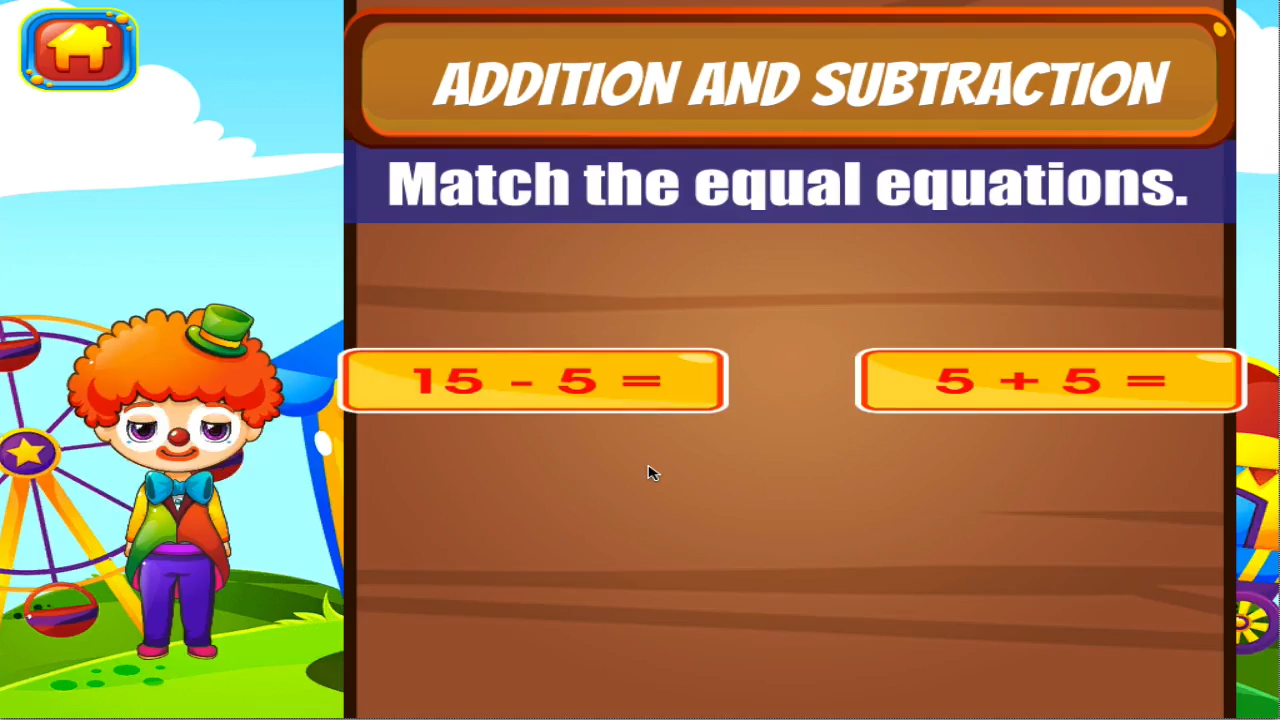 ADDITION AND SUBTRACTION
Match the equal equations.
15 - 5 =
5 + 5 =